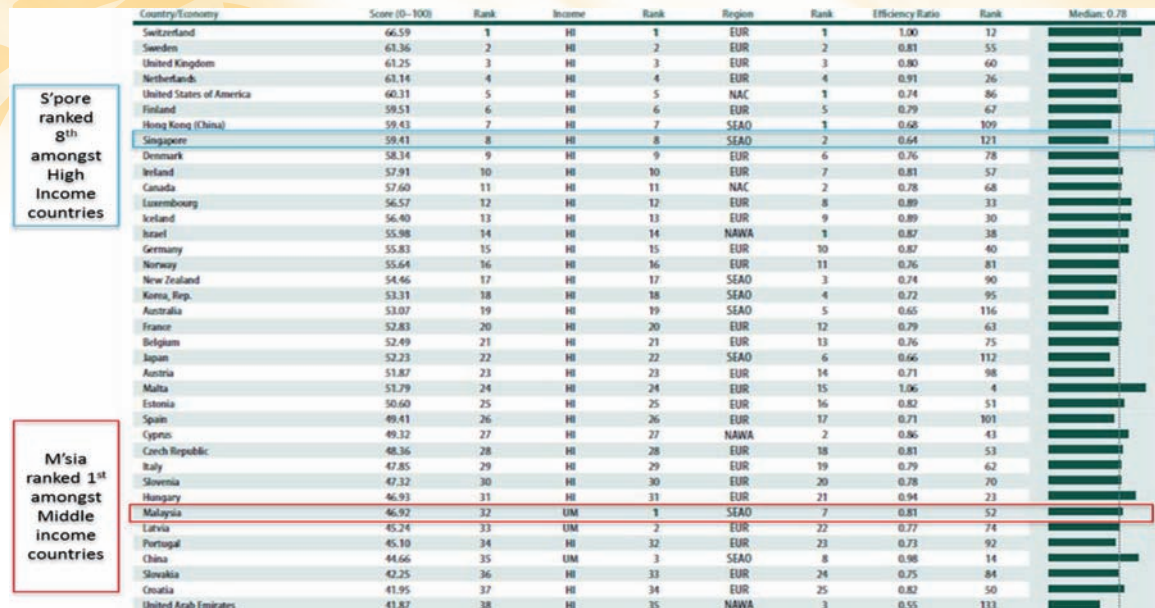 Country/Economy Score (0–100) Rank Income Rank Region Rank Efficiency Ratio Rank Median: 0.78
Switzerland 66.59 1 HI 1 EUR 1 1.00 12
Sweden 61.36 2 HI 2 EUR 2 0.81 55
United Kingdom 61.25 3 HI 3 EUR 3 0.80 60
Netherlands 61.14 4 HI 4 EUR 4 0.91 26
United States of America 60.31 5 HI 5 NAC 1 0.74 86
Finland 59.51 6 HI 6 EUR 5 0.79 67
Hong Kong (China) 59.43 7 HI 7 SEAO 1 0.68 109
Singapore 59.41 8 HI 8 SEAO 2 0.64 121
Denmark 58.34 9 HI 9 EUR 6 0.76 78
Ireland 57.91 10 HI 10 EUR 7 0.81 57
Canada 57.60 11 HI 11 NAC 2 0.78 68
Luxembourg 56.57 12 HI 12 EUR 8 0.89 33
Iceland 56.40 13 HI 13 EUR 9 0.89 30
Israel 55.98 14 HI 14 NAWA 1 0.87 38
Germany 55.83 15 HI 15 EUR 10 0.87 40
Norway 55.64 16 HI 16 EUR 11 0.76 81
New Zealand 54.46 17 HI 17 SEAO 3 0.74 90
Korea, Rep. 53.31 18 HI 18 SEAO 4 0.72 95
Australia 53.07 19 HI 19 SEAO 5 0.65 116
France 52.83 20 HI 20 EUR 12 0.79 63
Belgium 52.49 21 HI 21 EUR 13 0.76 75
Japan 52.23 22 HI 22 SEAO 6 0.66 112
Austria 51.87 23 HI 23 EUR 14 0.71 98
Malta 51.79 24 HI 24 EUR 15 1.06 4
Estonia 50.60 25 HI 25 EUR 16 0.82 51
Spain 49.41 26 HI 26 EUR 17 0.71 101
Cyprus 49.32 27 HI 27 NAWA 2 0.86 43
Czech Republic 48.36 28 HI 28 EUR 18 0.81 53
Italy 47.85 29 HI 29 EUR 19 0.79 62
Slovenia 47.32 30 HI 30 EUR 20 0.78 70
Hungary 46.93 31 HI 31 EUR 21 0.94 23
Malaysia 46.92 32 UM 1 SEAO 7 0.81 52
Latvia 45.24 33 UM 2 EUR 22 0.77 74
Portugal 45.10 34 HI 32 EUR 23 0.73 92
China 44.66 35 UM 3 SEAO 8 0.98 14
Slovakia 42.25 36 HI 33 EUR 24 0.75 84
Croatia 41.95 37 HI 34 EUR 25 0.82 50
United Arab Emirates 41.87 38 HI 35 NAWA 3 0.55 133
S'pore
ranked
8th
amongst
High
Income
countries
M'sia
ranked 1st
amongst
Middle
income
countries